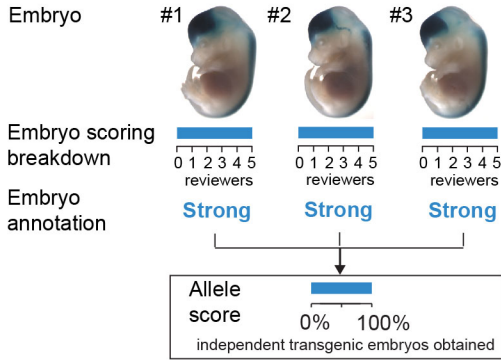 Embryo #1 #2 #3
Embryo scoring breakdown
0 1 2 3 4 5 0 1 2 3 4 5 0 1 2 3 4 5
reviewers reviewers reviewers
Embryo annotation
Strong Strong Strong
Allele score
0% 100%
independent transgenic embryos obtained